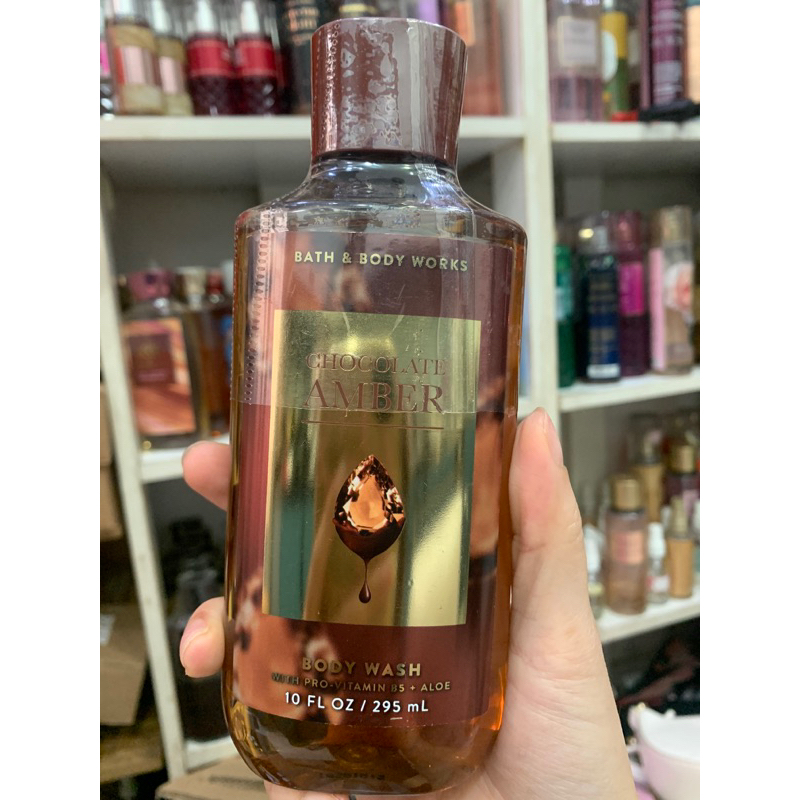 BATH & BODY WORKS
CHOCOLATE
AMBER
BODY WASH
WITH PRO-VITAMIN B5 + ALOE
10 FL OZ / 295 mL